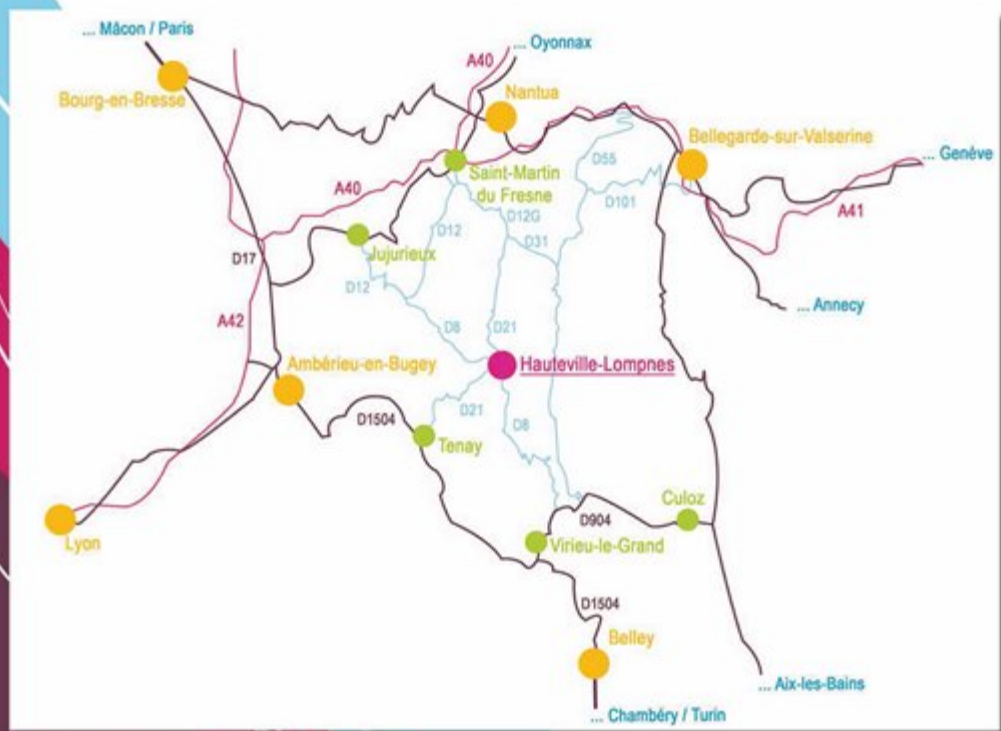 ... Mâcon / Paris
... Oyonnax
A40
Bourg-en-Bresse
Nantua
Bellegarde-sur-Valserine
... Genève
D55
Saint-Martin
du Fresne
A40
D101
A41
D12G
D12
D31
Jujurieux
D17
D12
... Annecy
A42
D8
D21
Ambérieu-en-Bugey
Hauteville-Lompnes
D21
D1504
D8
Tenay
Culoz
D904
Lyon
Virieu-le-Grand
D1504
Belley
... Aix-les-Bains
... Chambéry / Turin